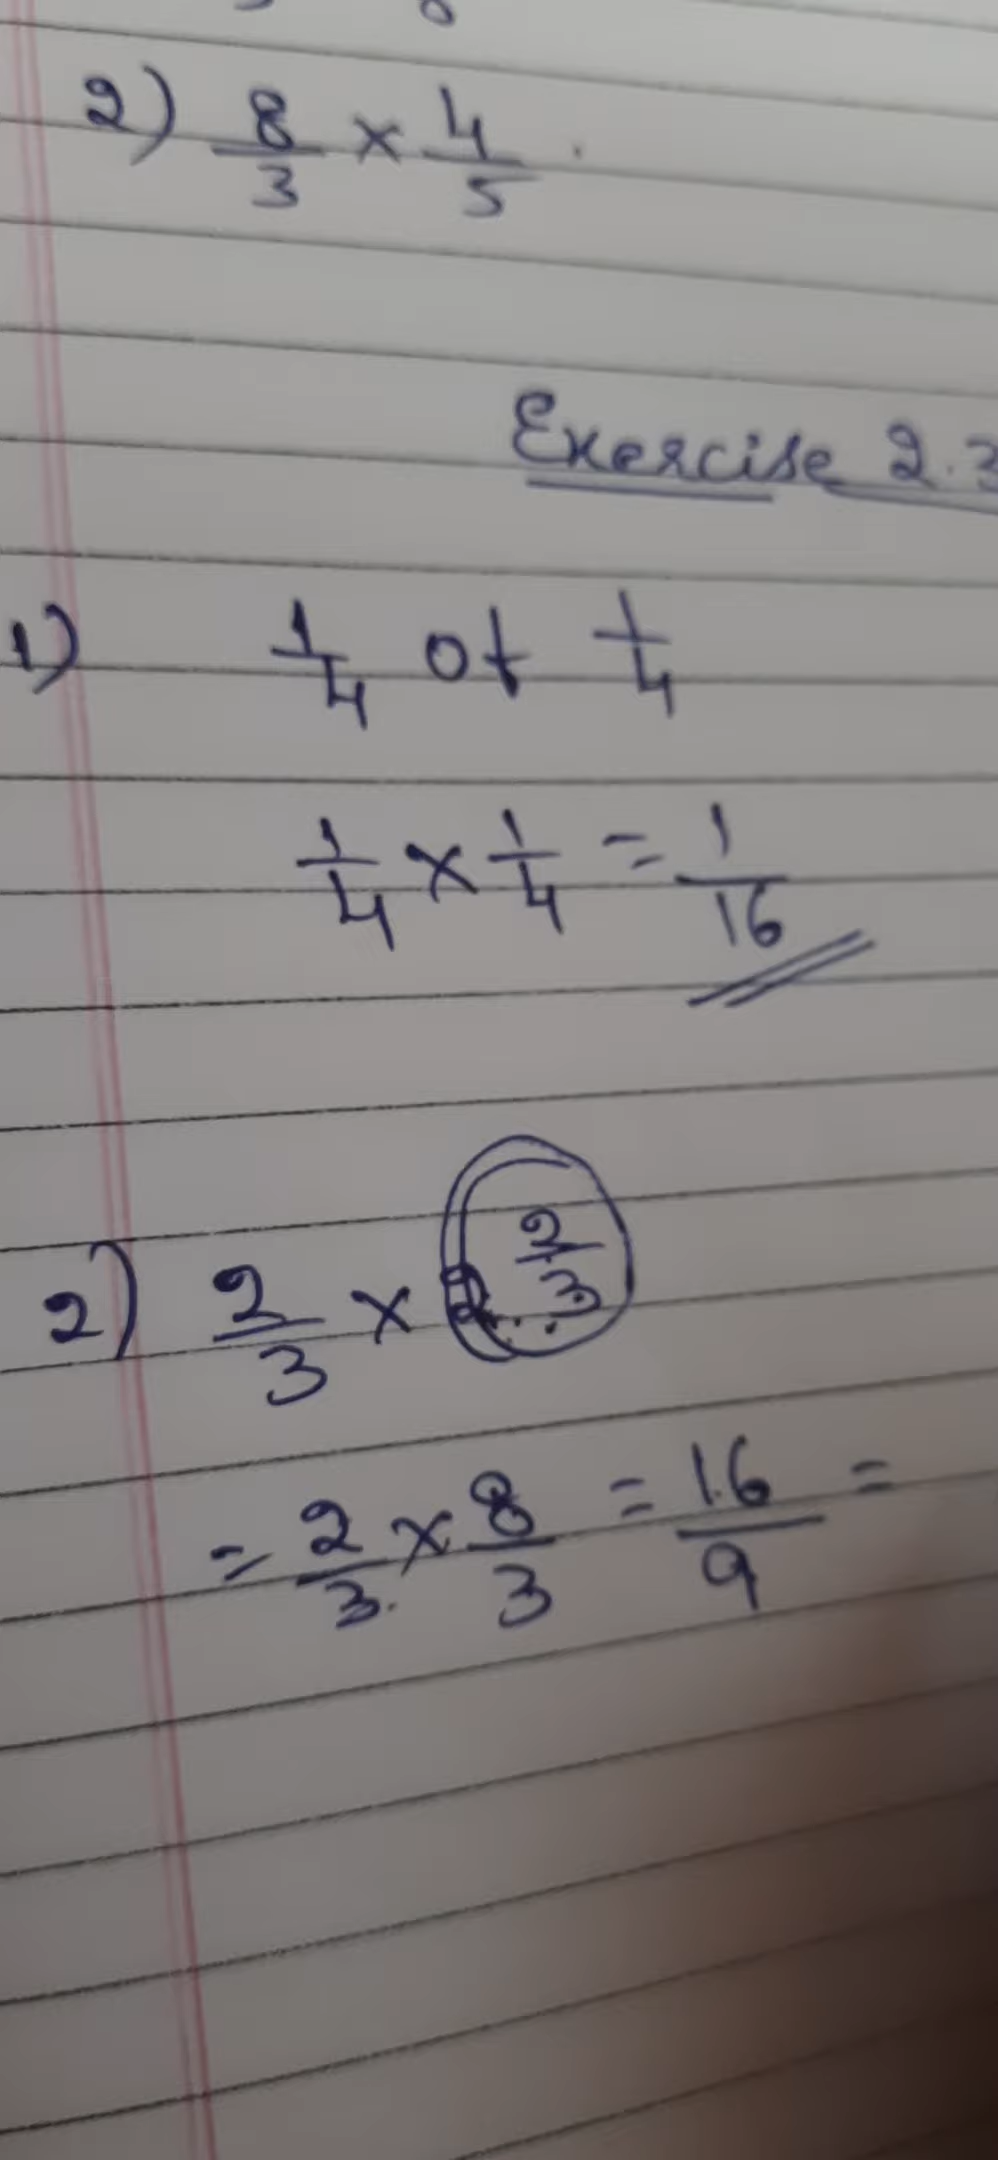 2) 8/3 × 4/5 .
Exercise 2.3
1) 1/4 of 1/4
1/4 × 1/4 = 1/16
2) 2/3 × 2 2/3
= 2/3 × 8/3 = 16/9 =